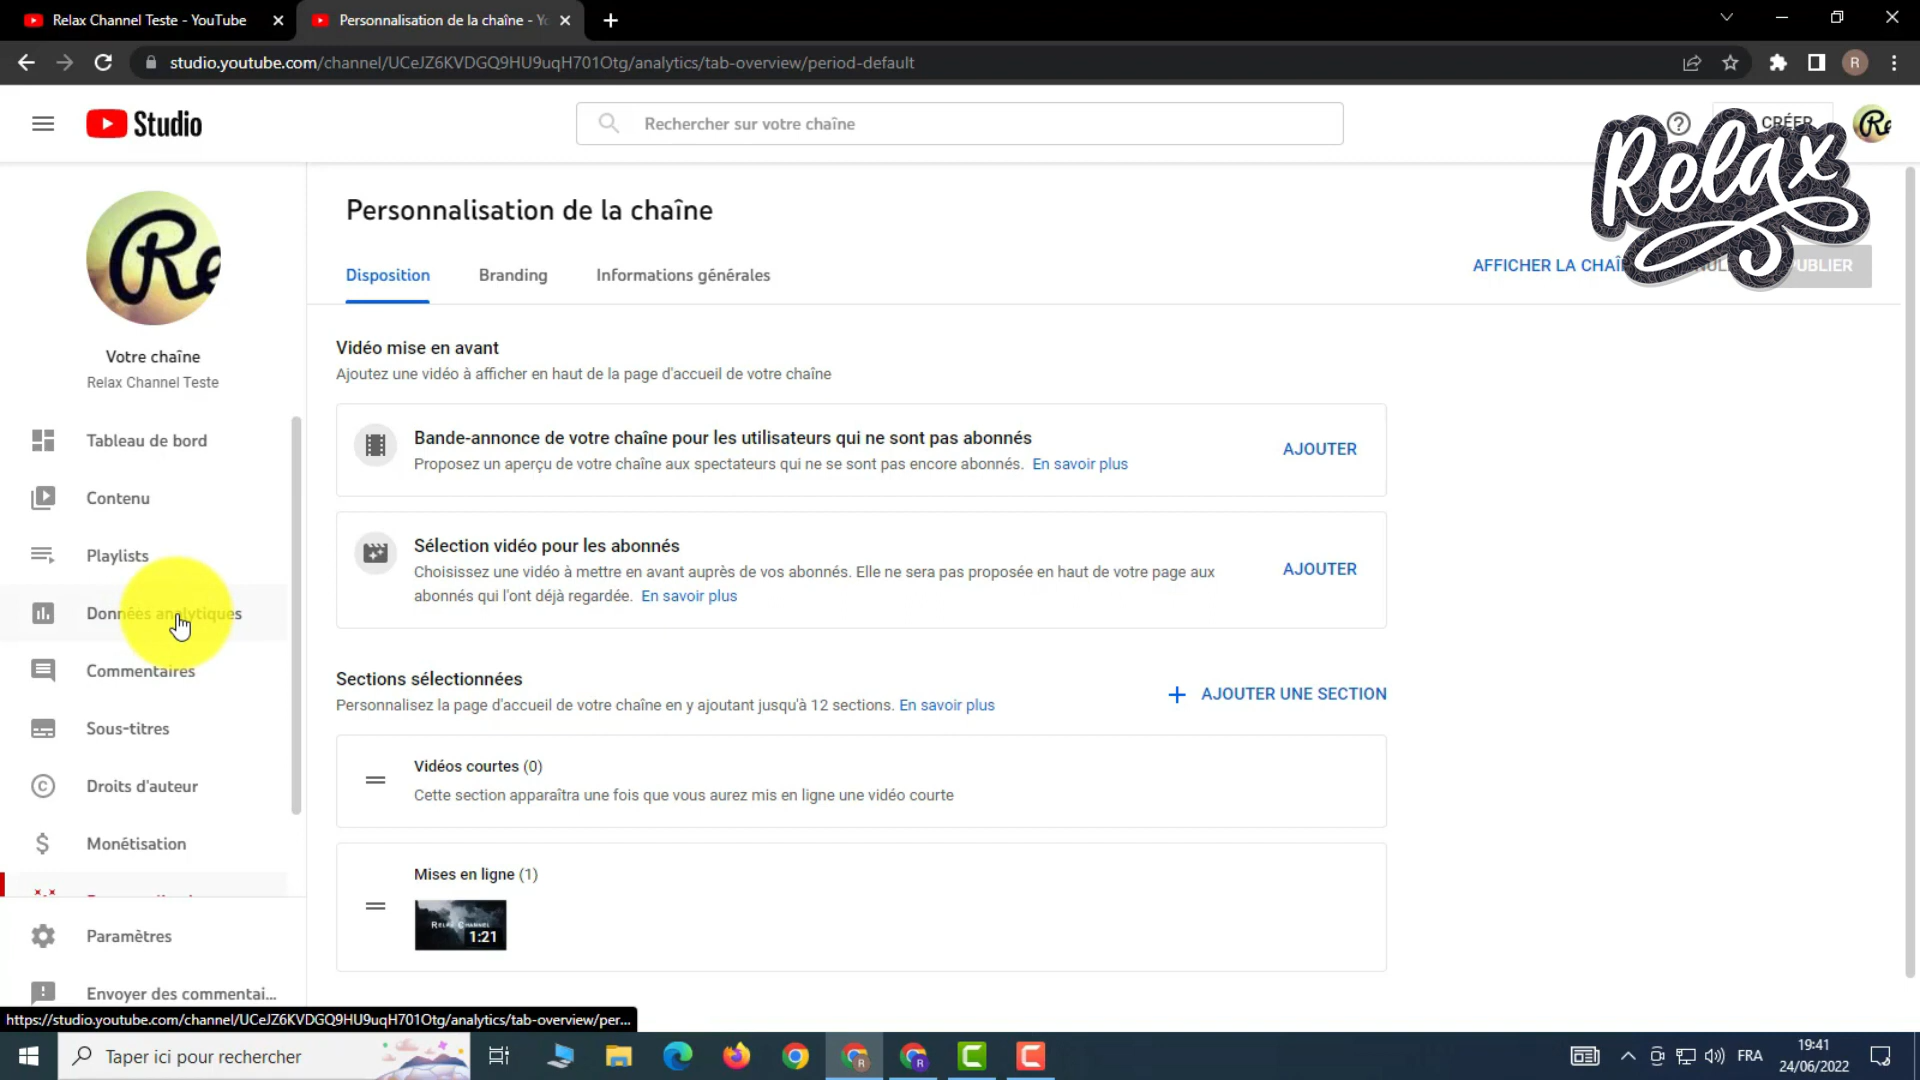 Relax Channel Teste - YouTube
Personnalisation de la chaîne - Yo
studio.youtube.com/channel/UCeJZ6KVDGQ9HU9uqH701Otg/analytics/tab-overview/period-default
R
Studio
Rechercher sur votre chaîne
CRÉER
Re
Relax
Re
Votre chaîne
Relax Channel Teste
Tableau de bord
Contenu
Playlists
Données analytiques
Commentaires
Sous-titres
Droits d'auteur
Monétisation
Paramètres
Envoyer des commentai...
Personnalisation de la chaîne
Disposition
Branding
Informations générales
AFFICHER LA CHAÎ
PUBLIER
Vidéo mise en avant
Ajoutez une vidéo à afficher en haut de la page d'accueil de votre chaîne
Bande-annonce de votre chaîne pour les utilisateurs qui ne sont pas abonnés
Proposez un aperçu de votre chaîne aux spectateurs qui ne se sont pas encore abonnés. En savoir plus
AJOUTER
Sélection vidéo pour les abonnés
Choisissez une vidéo à mettre en avant auprès de vos abonnés. Elle ne sera pas proposée en haut de votre page aux
abonnés qui l'ont déjà regardée. En savoir plus
AJOUTER
Sections sélectionnées
Personnalisez la page d'accueil de votre chaîne en y ajoutant jusqu'à 12 sections. En savoir plus
AJOUTER UNE SECTION
Vidéos courtes (0)
Cette section apparaîtra une fois que vous aurez mis en ligne une vidéo courte
Mises en ligne (1)
RELAX CHANNEL
1:21
https://studio.youtube.com/channel/UCeJZ6KVDGQ9HU9uqH701Otg/analytics/tab-overview/per...
Taper ici pour rechercher
FRA
19:41
24/06/2022